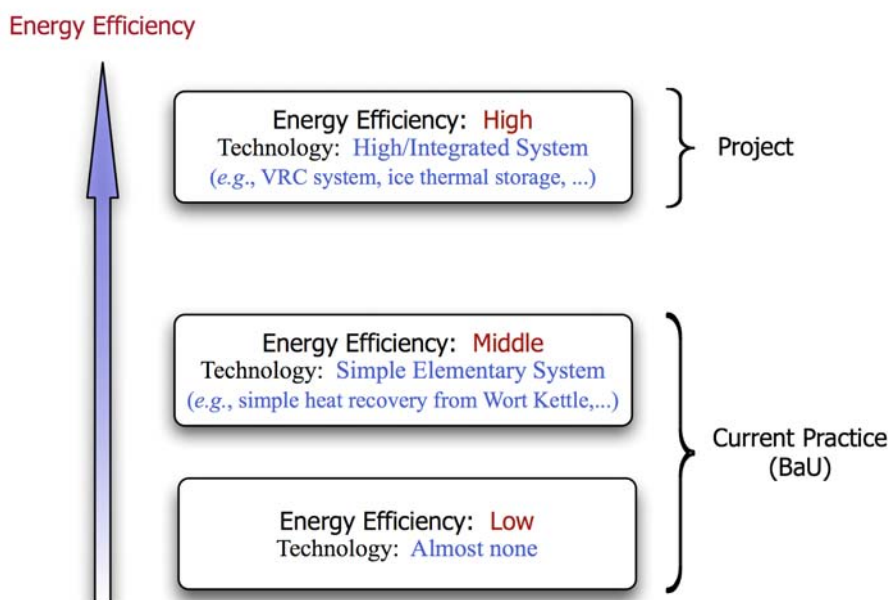 Energy Efficiency
Energy Efficiency: High
Technology: High/Integrated System
(e.g., VRC system, ice thermal storage, ...)
Project
Energy Efficiency: Middle
Technology: Simple Elementary System
(e.g., simple heat recovery from Wort Kettle,...)
Current Practice
(BaU)
Energy Efficiency: Low
Technology: Almost none